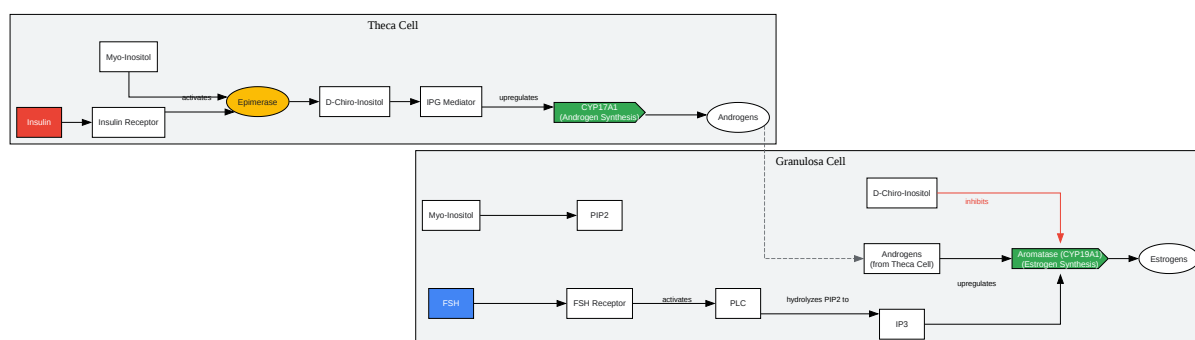 Theca Cell
Myo-Inositol
activates
Epimerase
D-Chiro-Inositol
IPG Mediator
upregulates
CYP17A1
(Androgen Synthesis)
Androgens
Insulin
Insulin Receptor
Granulosa Cell
D-Chiro-Inositol
inhibits
Myo-Inositol
PIP2
Androgens
(from Theca Cell)
Aromatase (CYP19A1)
(Estrogen Synthesis)
Estrogens
upregulates
FSH
FSH Receptor
activates
PLC
hydrolyzes PIP2 to
IP3